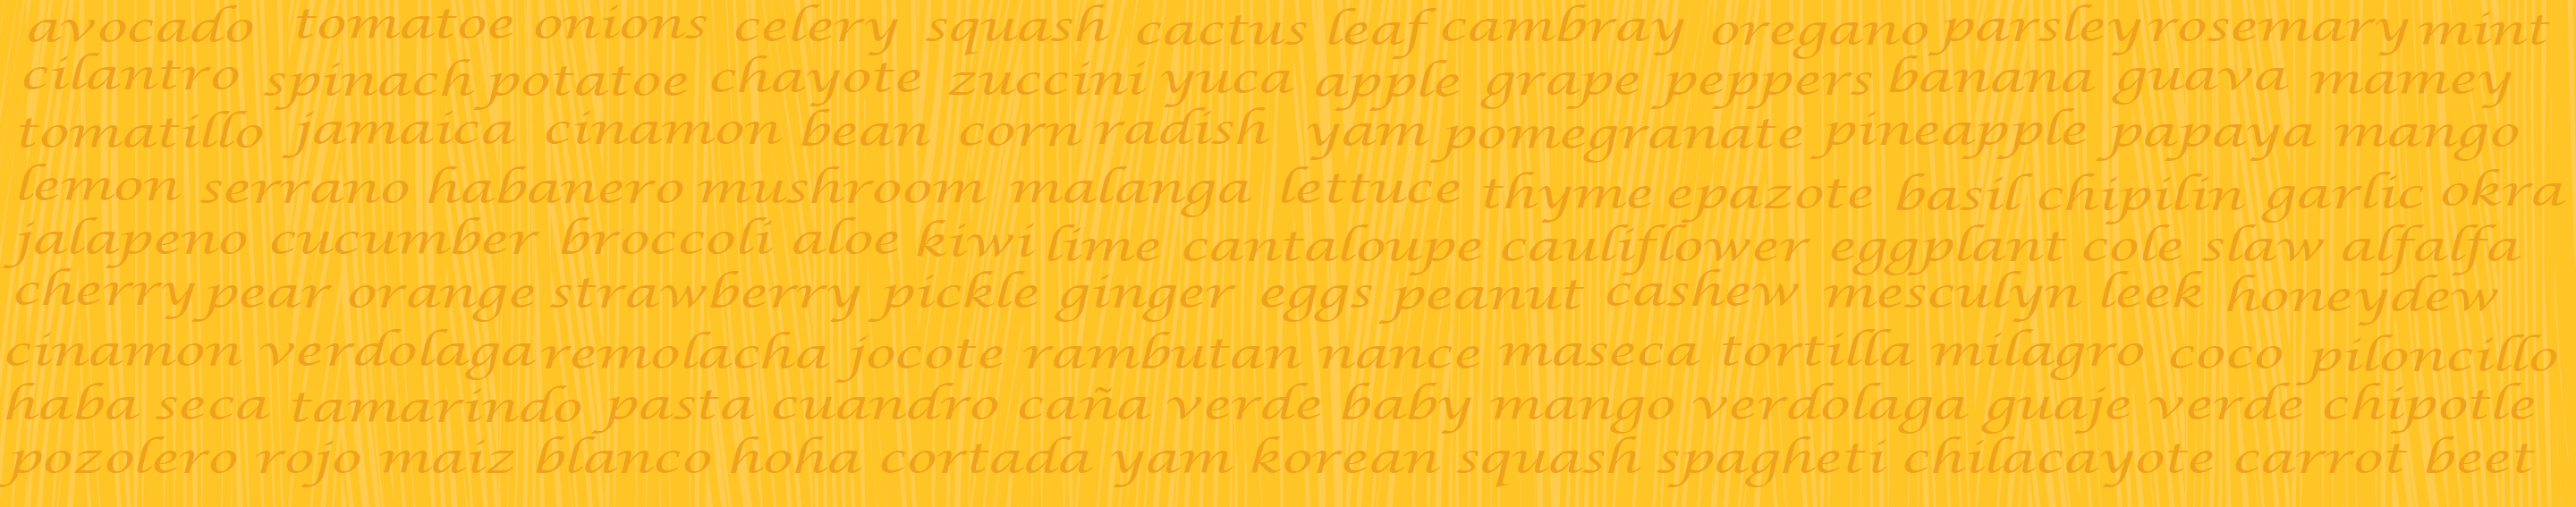 avocado tomatoe onions celery squash cactus leaf cambray oregano parsley rosemary mint
cilantro spinach potatoe chayote zuccini yuca apple grape peppers banana guava mamey
tomatillo jamaica cinamon bean corn radish yam pomegranate pineapple papaya mango
lemon serrano habanero mushroom malanga lettuce thyme epazote basil chipilin garlic okra
jalapeno cucumber broccoli aloe kiwi lime cantaloupe cauliflower eggplant cole slaw alfalfa
cherry pear orange strawberry pickle ginger eggs peanut cashew mesculyn leek honeydew
cinamon verdolaga remolacha jocote rambutan nance maseca tortilla milagro coco piloncillo
haba seca tamarindo pasta cuandro caña verde baby mango verdolaga guaje verde chipotle
pozolero rojo maiz blanco hoha cortada yam korean squash spagheti chilacayote carrot beet